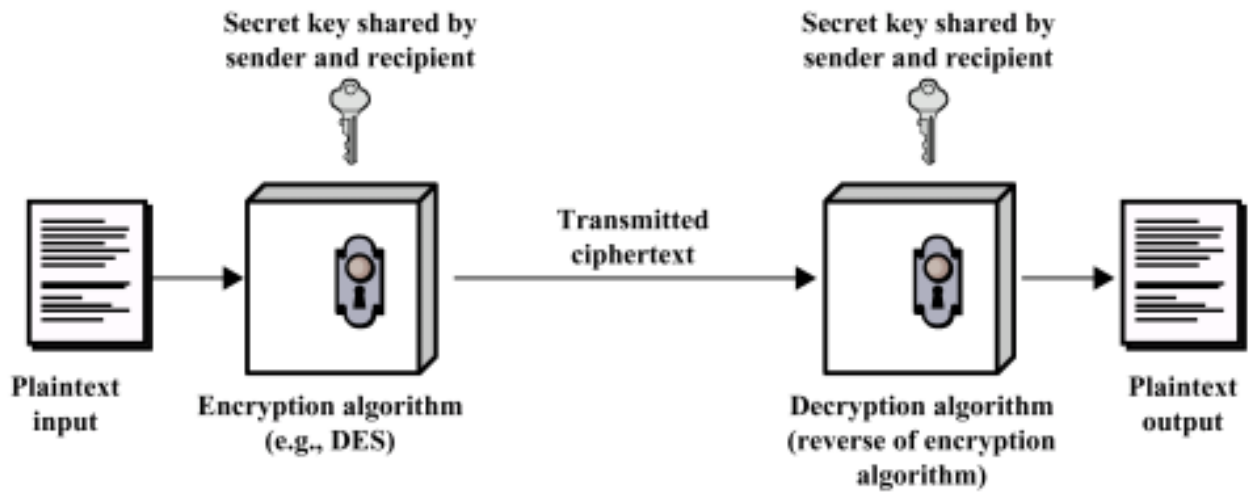 Secret key shared by
sender and recipient
Secret key shared by
sender and recipient
Transmitted
ciphertext
Plaintext
input
Encryption algorithm
(e.g., DES)
Decryption algorithm
(reverse of encryption
algorithm)
Plaintext
output